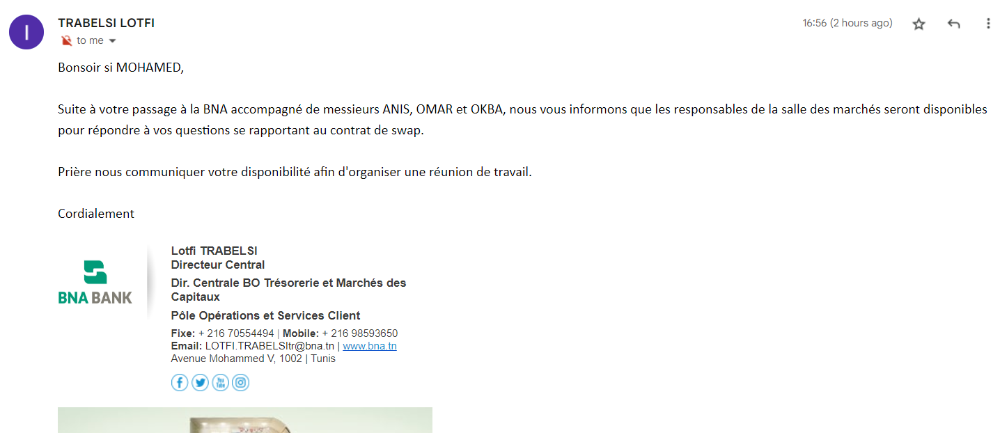 TRABELSI LOTFI
16:56 (2 hours ago)
I
to me
Bonsoir si MOHAMED,
Suite à votre passage à la BNA accompagné de messieurs ANIS, OMAR et OKBA, nous vous informons que les responsables de la salle des marchés seront disponibles
pour répondre à vos questions se rapportant au contrat de swap.
Prière nous communiquer votre disponibilité afin d'organiser une réunion de travail.
Cordialement
BNA BANK
Lotfi TRABELSI
Directeur Central
Dir. Centrale BO Trésorerie et Marchés des
Capitaux
Pôle Opérations et Services Client
Fixe: + 216 70554494 | Mobile: + 216 98593650
Email: LOTFI.TRABELSltr@bna.tn | www.bna.tn
Avenue Mohammed V, 1002 | Tunis
You Tube